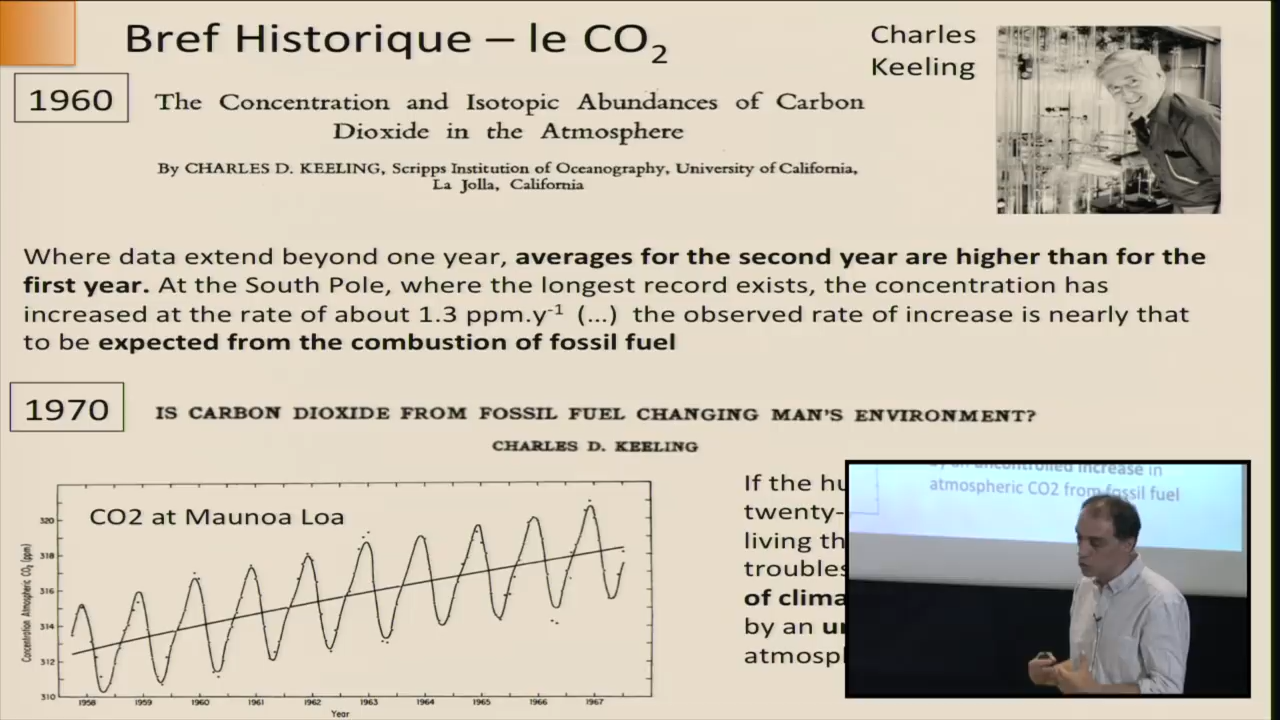 Bref Historique – le CO2
Charles
Keeling
1960
The Concentration and Isotopic Abundances of Carbon
Dioxide in the Atmosphere
By CHARLES D. KEELING, Scripps Institution of Oceanography, University of California,
La Jolla, California
Where data extend beyond one year, averages for the second year are higher than for the
first year. At the South Pole, where the longest record exists, the concentration has
increased at the rate of about 1.3 ppm.y-1 (...) the observed rate of increase is nearly that
to be expected from the combustion of fossil fuel
1970
IS CARBON DIOXIDE FROM FOSSIL FUEL CHANGING MAN'S ENVIRONMENT?
CHARLES D. KEELING
CO2 at Maunoa Loa
Concentration Atmospheric CO2 (ppm)
320
318
316
314
312
310
1958 1959 1960 1961 1962 1963 1964 1965 1966 1967
Year
If the hu
twenty-
living th
troubles
of clima
by an un
atmosp
by an uncontrolled increase in
atmospheric CO2 from fossil fuel